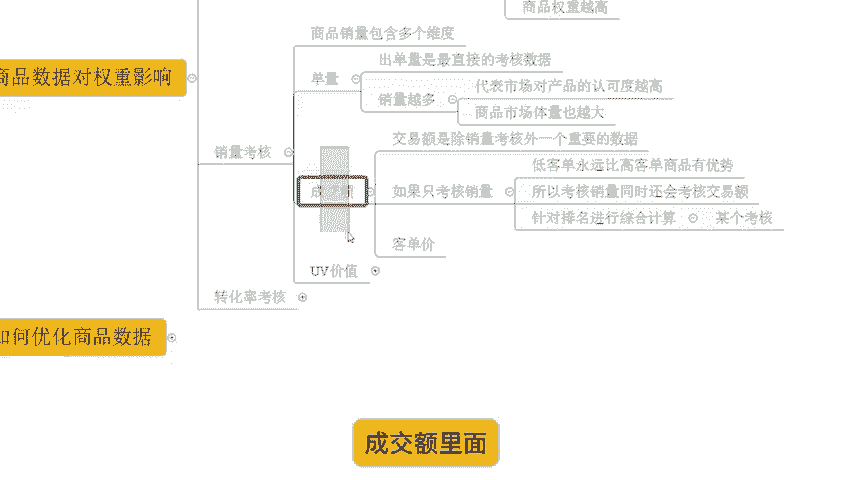 商品权重越高
商品销量包含多个维度
出单量是最直接的考核数据
商品数据对权重影响
单量
代表市场对产品的认可度越高
销量越多
商品市场体量也越大
交易额是除销量考核外一个重要的数据
销量考核
低客单永远比高客单商品有优势
成交额
如果只考核销量
所以考核销量同时还会考核交易额
针对排名进行综合计算
某个考核
客单价
UV价值
转化率考核
如何优化商品数据
成交额里面